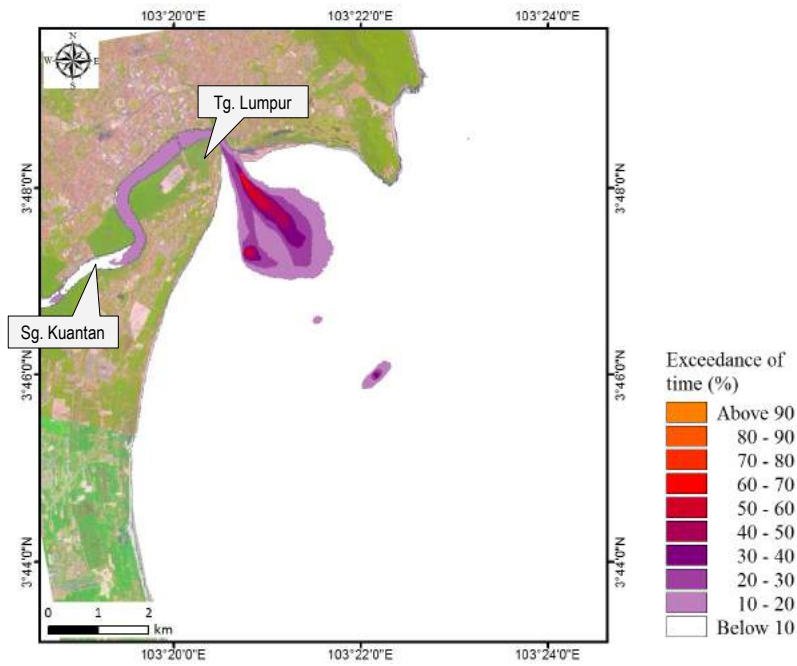 103°20'0"E 103°22'0"E 103°24'0"E
N
W E
S
Tg. Lumpur
3°48'0"N 3°48'0"N
Sg. Kuantan
3°46'0"N 3°46'0"N
Exceedance of
time (%)
Above 90
80 - 90
70 - 80
60 - 70
50 - 60
40 - 50
30 - 40
20 - 30
10 - 20
Below 10
3°44'0"N 3°44'0"N
0 1 2
km
103°20'0"E 103°22'0"E 103°24'0"E